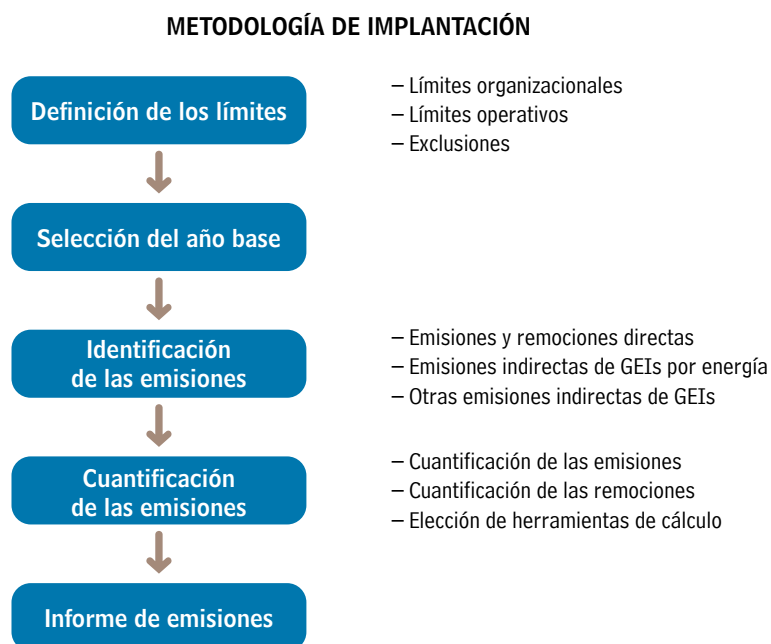 METODOLOGÍA DE IMPLANTACIÓN
Definición de los límites
– Límites organizacionales
– Límites operativos
– Exclusiones
Selección del año base
Identificación
de las emisiones
– Emisiones y remociones directas
– Emisiones indirectas de GEIs por energía
– Otras emisiones indirectas de GEIs
Cuantificación
de las emisiones
– Cuantificación de las emisiones
– Cuantificación de las remociones
– Elección de herramientas de cálculo
Informe de emisiones